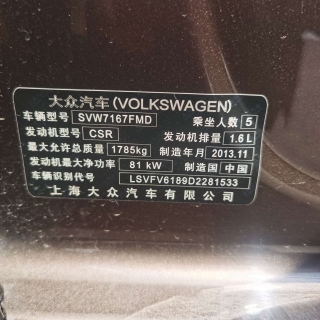 大众汽车(VOLKSWAGEN)
车辆型号 SVW7167FMD 乘坐人数 5
发动机型号 CSR 发动机排量 1.6L
最大允许总质量 1785kg 制造年月 2013.11
发动机最大净功率 81 kW 制造国 中国
车辆识别代号 LSVFV6189D2281533
上海大众汽车有限公司